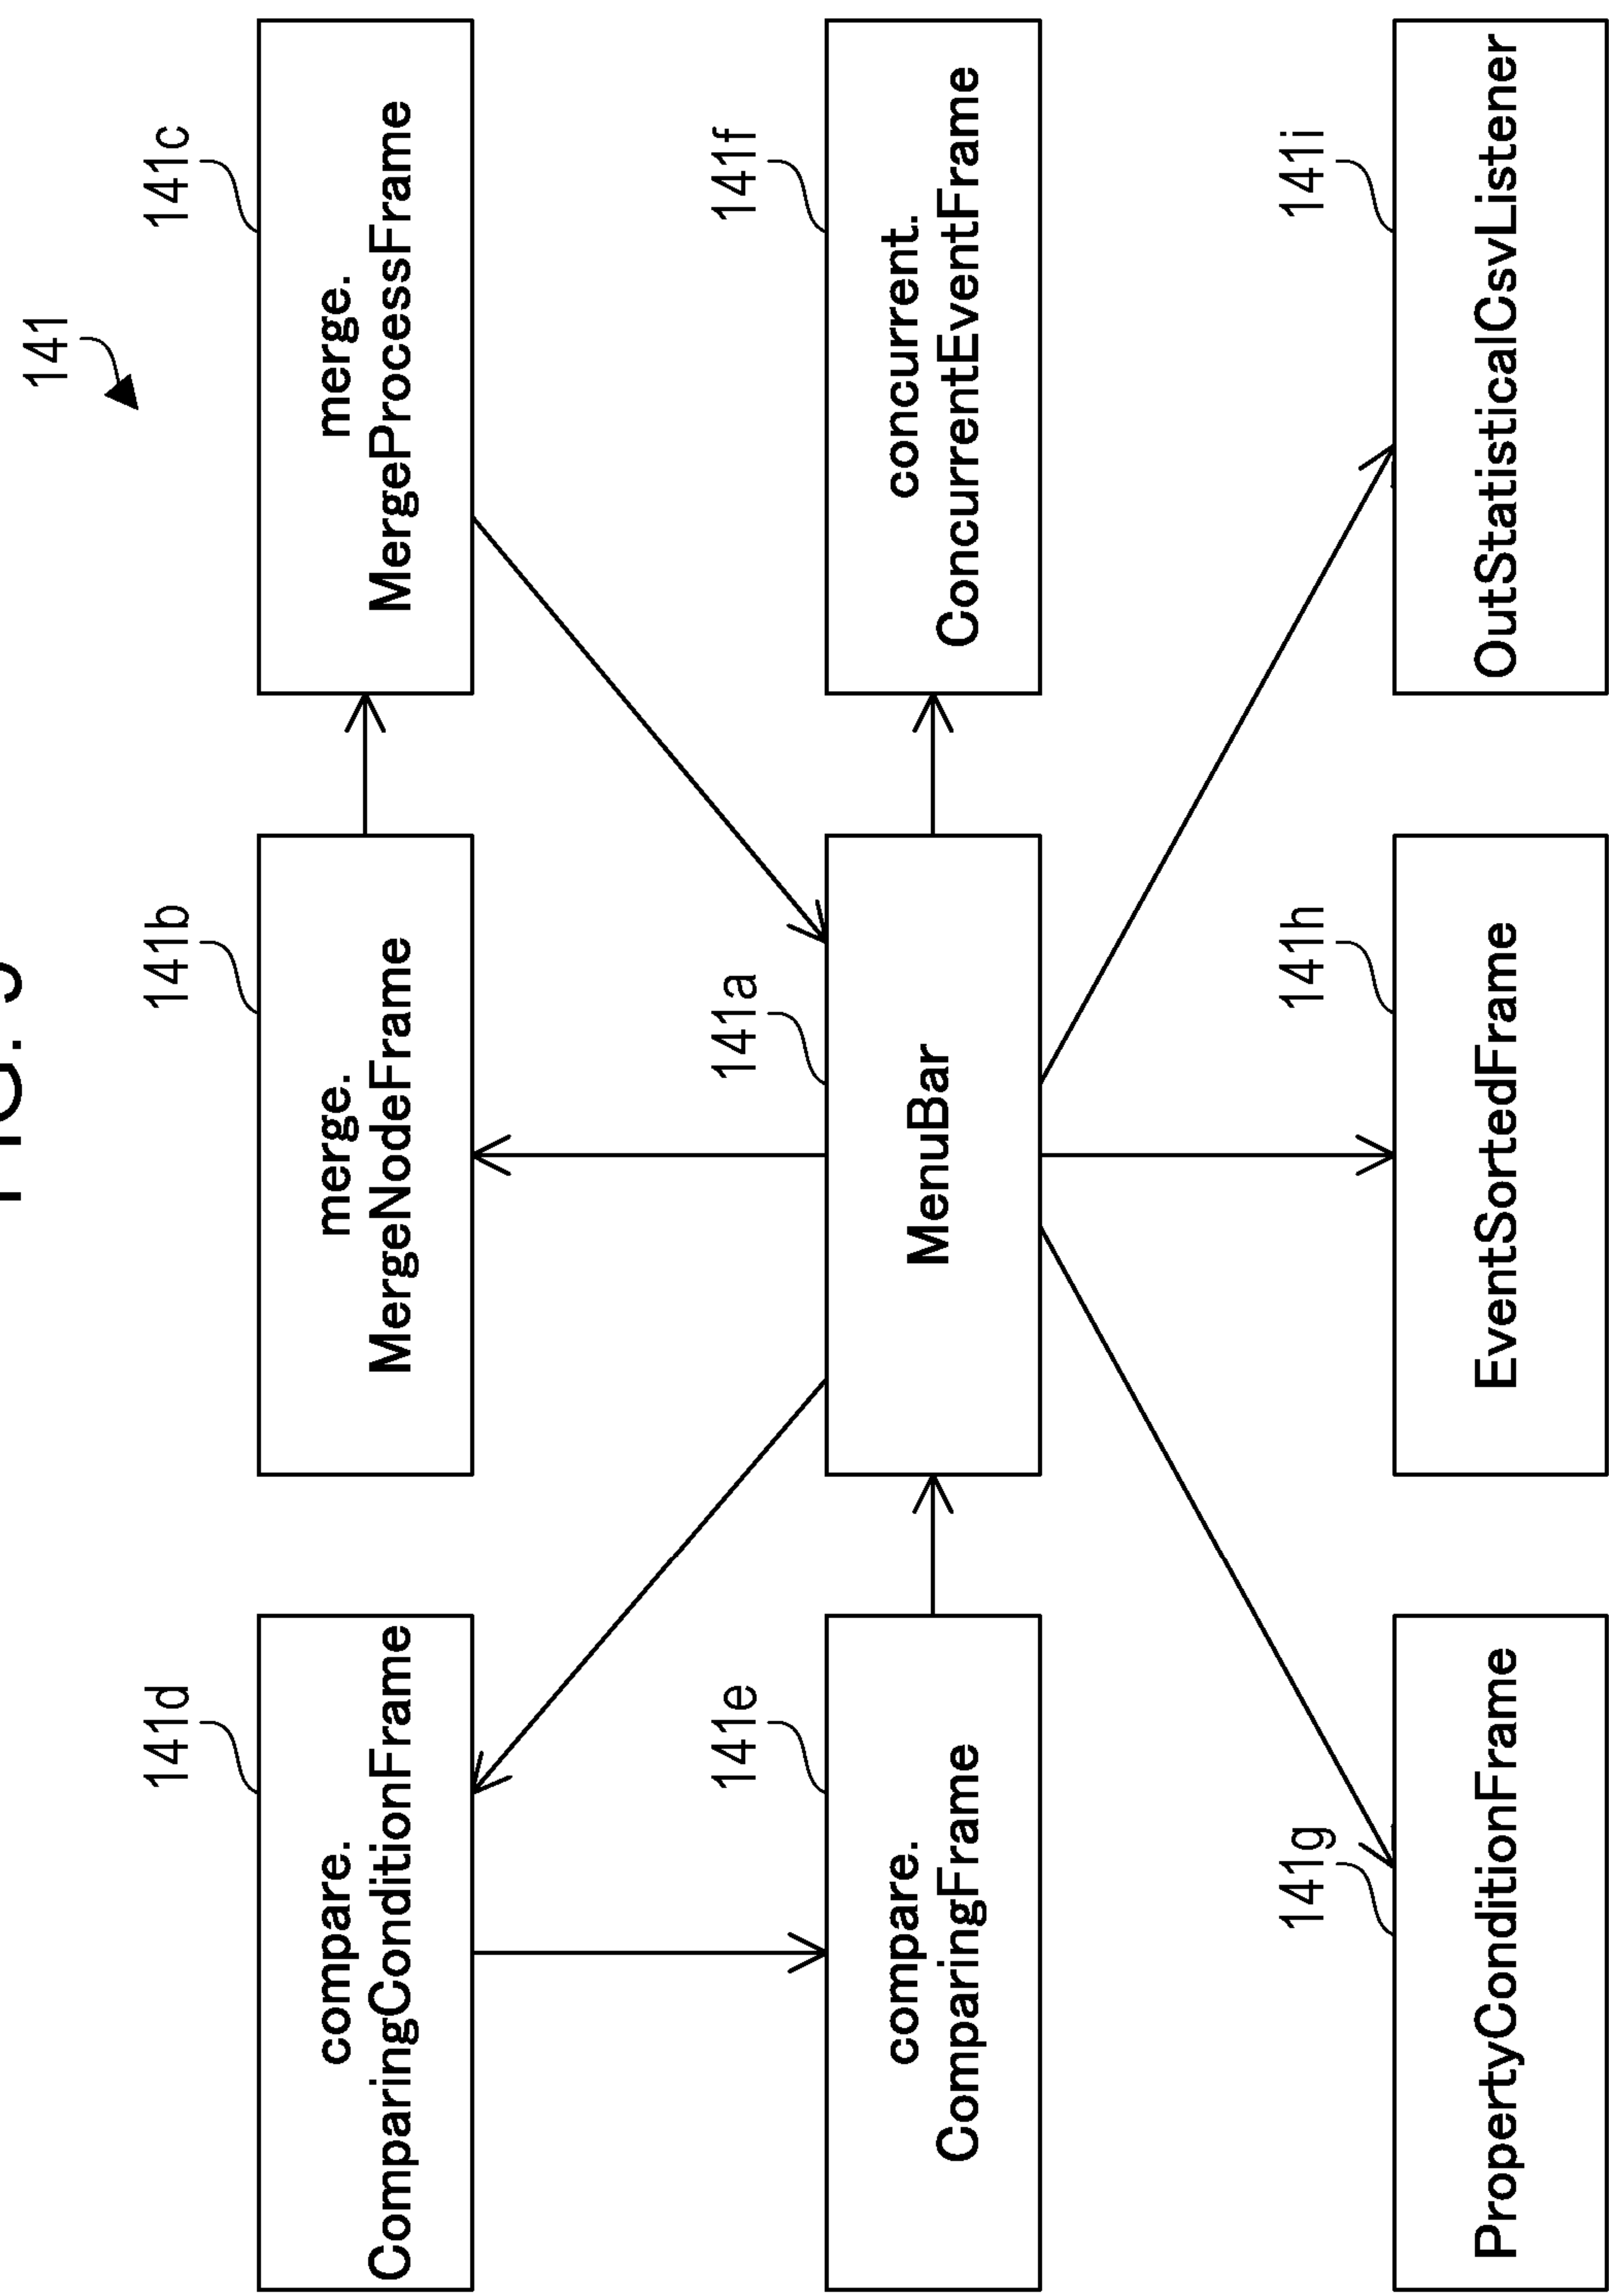 FIG.
141
141d
141b
141c
compare.
ComparingConditionFrame
merge.
MergeNodeFrame
merge.
MergeProcessFrame
141e
141a
141f
compare.
ComparingFrame
MenuBar
concurrent.
ConcurrentEventFrame
141g
141h
141i
PropertyConditionFrame
EventSortedFrame
OutStatisticalCsvListener